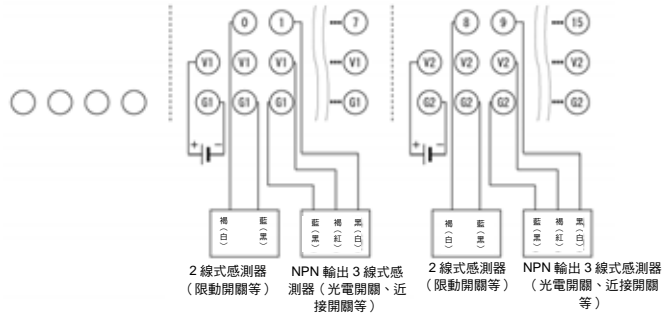 0 1 7 8 9 15
V1 V1 V1 V1 V2 V2 V2 V2
G1 G1 G1 G1 G2 G2 G2 G2
+ − + −
褐（白） 藍（黑） 藍（黑） 褐（紅） 黑（白） 褐（白） 藍（黑） 藍（黑） 褐（紅） 黑（白）
2 線式感測器
（限動開關等）
NPN 輸出 3 線式感
測器（光電開關、近
接開關等）
2 線式感測器
（限動開關等）
NPN 輸出 3 線式感測器
（光電開關、近接開關
等）